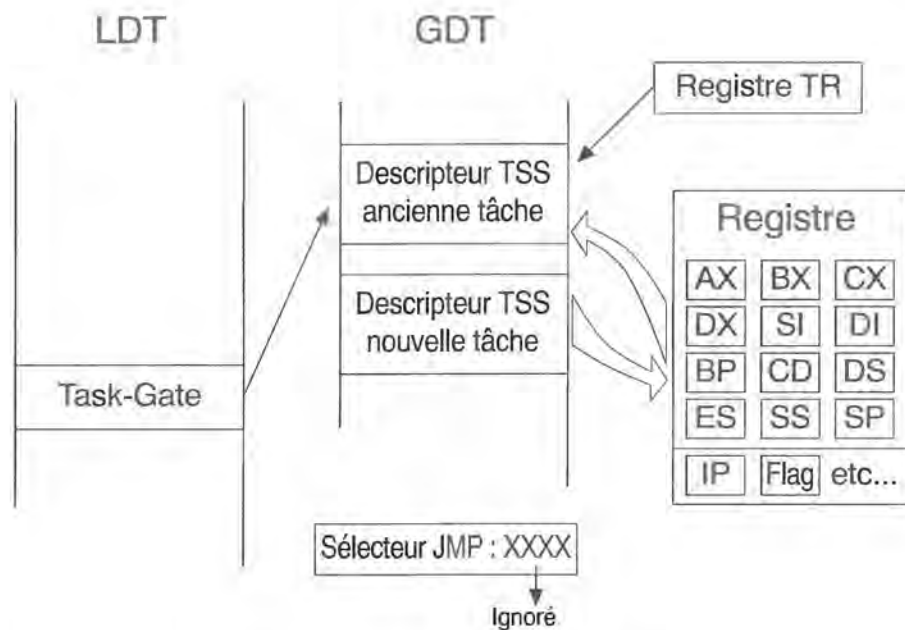 LDT
GDT
Registre TR
Descripteur TSS
ancienne tâche
Descripteur TSS
nouvelle tâche
Task-Gate
Registre
AX BX CX
DX SI DI
BP CD DS
ES SS SP
IP Flag etc...
Sélecteur JMP : XXXX
Ignoré